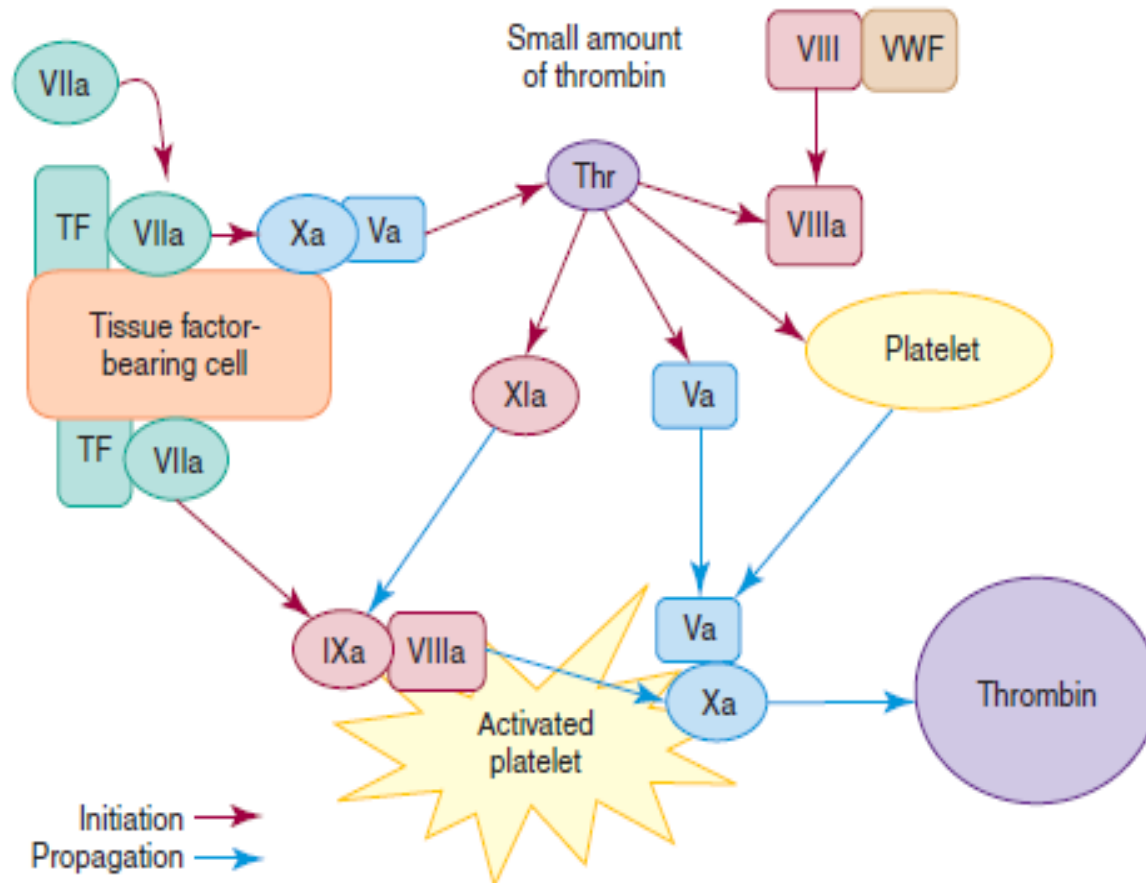 Small amount
of thrombin
VIII
VWF
VIIa
Thr
TF
VIIa
Xa
Va
VIIIa
Tissue factor-
bearing cell
Platelet
XIa
Va
TF
VIIa
IXa
VIIIa
Va
Xa
Thrombin
Activated
platelet
Initiation
Propagation